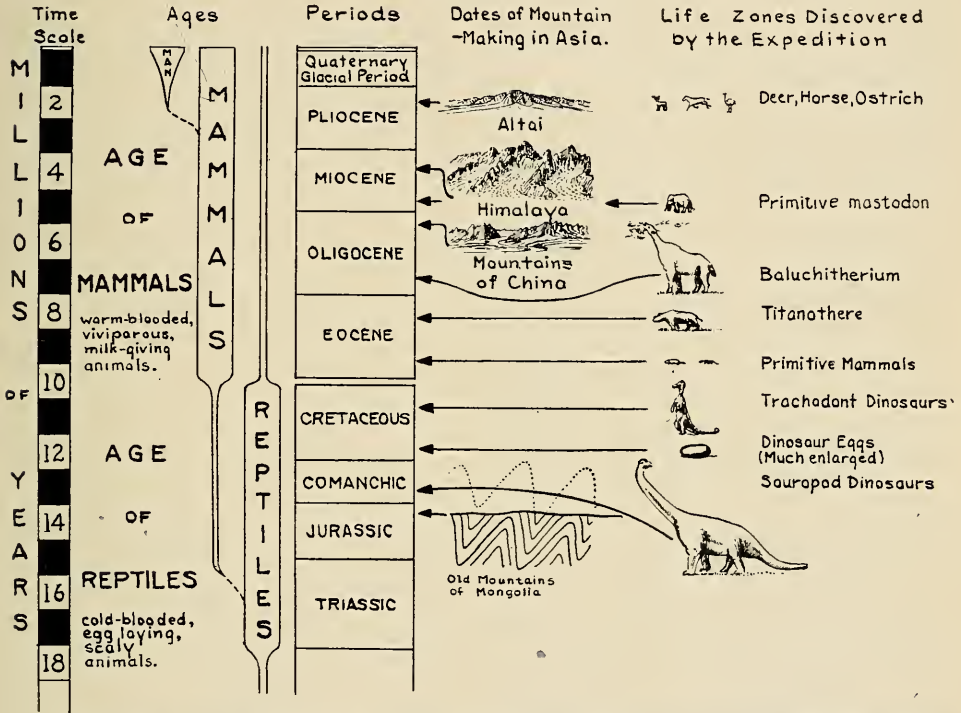 Time
Scale
Ages
Periods
Dates of Mountain
-Making in Asia.
Life Zones Discovered
by the Expedition
MILLIONS
OF
YEARS
2
4
6
8
10
12
14
16
18
AGE
OF
MAMMALS
warm-blooded,
viviparous,
milk-giving
animals.
AGE
OF
REPTILES
cold-blooded,
egg laying,
scaly
animals.
MAN
MAMMALS
REPTILES
Quaternary
Glacial Period
PLIOCENE
MIOCENE
OLIGOCENE
EOCENE
CRETACEOUS
COMANCHIC
JURASSIC
TRIASSIC
Altai
Himalaya
Mountains
of China
Old Mountains
of Mongolia
Deer, Horse, Ostrich
Primitive mastodon
Baluchitherium
Titanothere
Primitive Mammals
Trachodont Dinosaurs
Dinosaur Eggs
(Much enlarged)
Sauropod Dinosaurs